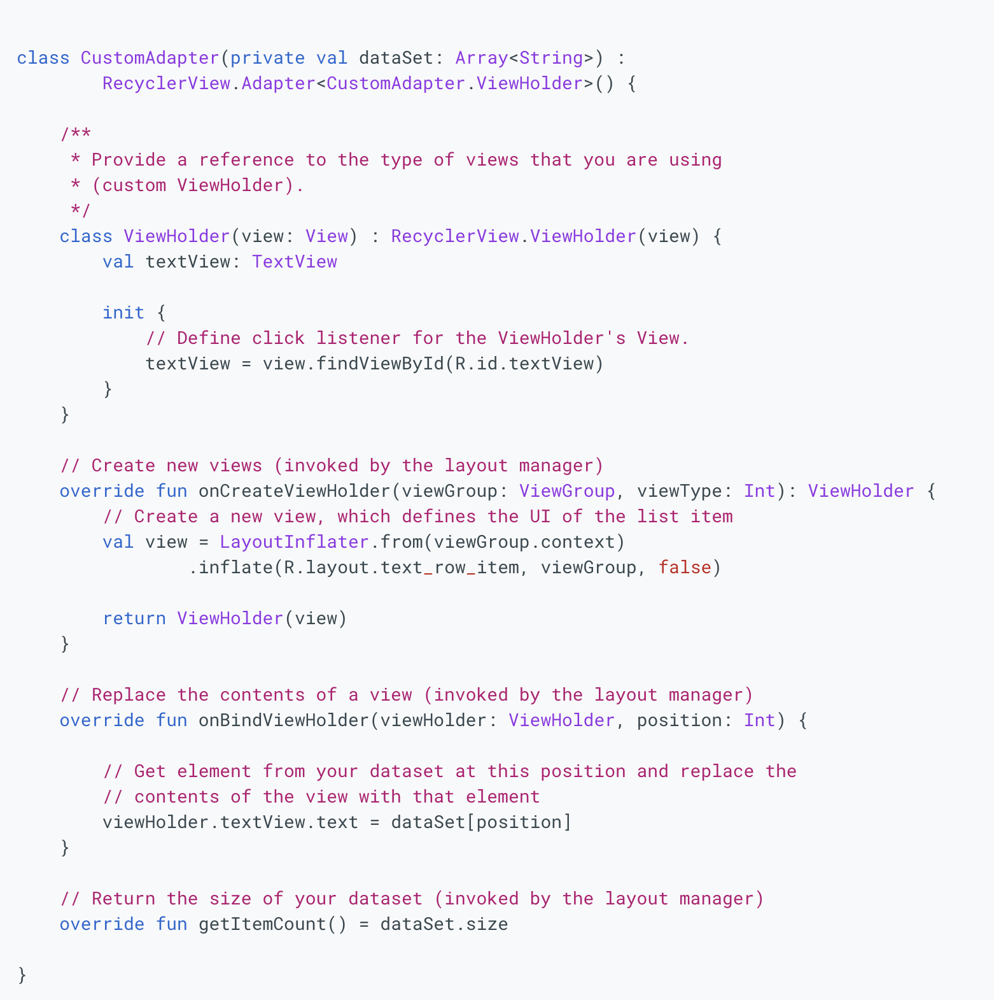 class CustomAdapter(private val dataSet: Array<String>) :
        RecyclerView.Adapter<CustomAdapter.ViewHolder>() {

    /**
     * Provide a reference to the type of views that you are using
     * (custom ViewHolder).
     */
    class ViewHolder(view: View) : RecyclerView.ViewHolder(view) {
        val textView: TextView

        init {
            // Define click listener for the ViewHolder's View.
            textView = view.findViewById(R.id.textView)
        }
    }

    // Create new views (invoked by the layout manager)
    override fun onCreateViewHolder(viewGroup: ViewGroup, viewType: Int): ViewHolder {
        // Create a new view, which defines the UI of the list item
        val view = LayoutInflater.from(viewGroup.context)
                .inflate(R.layout.text_row_item, viewGroup, false)

        return ViewHolder(view)
    }

    // Replace the contents of a view (invoked by the layout manager)
    override fun onBindViewHolder(viewHolder: ViewHolder, position: Int) {

        // Get element from your dataset at this position and replace the
        // contents of the view with that element
        viewHolder.textView.text = dataSet[position]
    }

    // Return the size of your dataset (invoked by the layout manager)
    override fun getItemCount() = dataSet.size

}